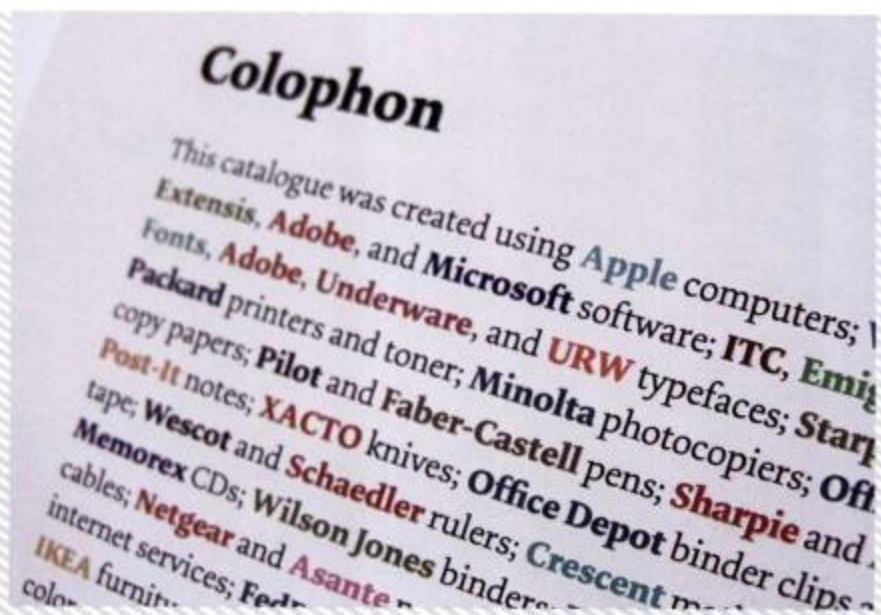 Colophon
This catalogue was created using Apple computers;
Extensis, Adobe, and Microsoft software; ITC, Emig
Fonts, Adobe, Underware, and URW typefaces; Starp
Packard printers and toner; Minolta photocopiers; Off
copy papers; Pilot and Faber-Castell pens; Sharpie and
Post-It notes; XACTO knives; Office Depot binder clips
tape; Wescot and Schaedler rulers; Crescent
Memorex CDs; Wilson Jones binders;
cables; Netgear and Asante
internet services;
IKEA